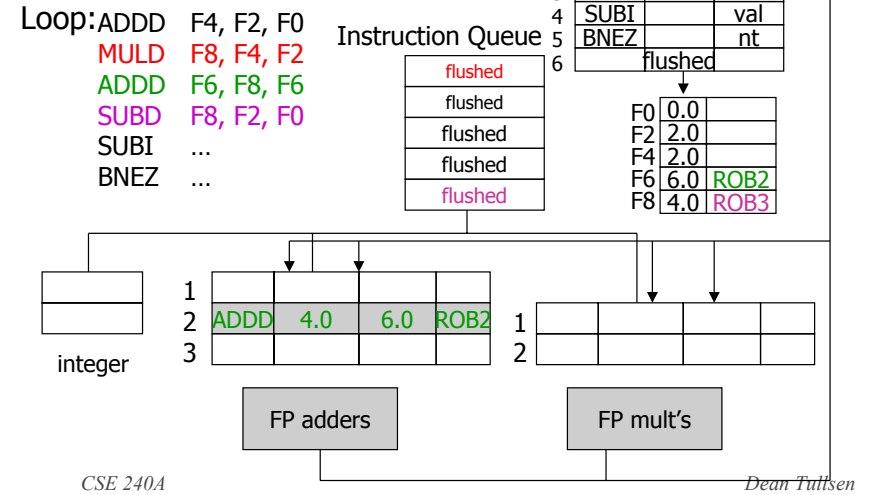 Loop: ADDD F4, F2, F0
MULD F8, F4, F2
ADDD F6, F8, F6
SUBD F8, F2, F0
SUBI ...
BNEZ ...
Instruction Queue
flushed
flushed
flushed
flushed
flushed
4 SUBI val
5 BNEZ nt
6 flushed
F0 0.0
F2 2.0
F4 2.0
F6 6.0 ROB2
F8 4.0 ROB3
integer
1
2 ADDD 4.0 6.0 ROB2
3
1
2
FP adders
FP mult's
CSE 240A
Dean Tullsen